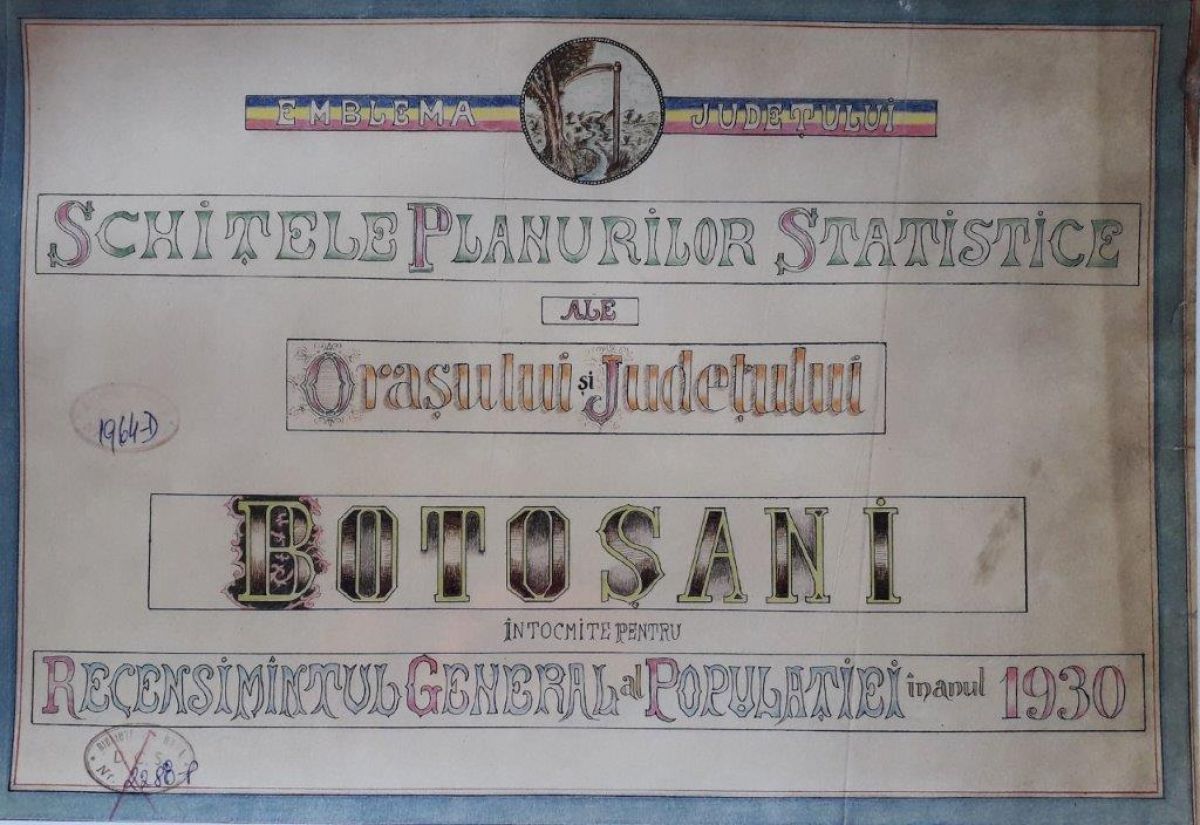 EMBLEMA JUDEȚULUI
SCHIȚELE PLANURILOR STATISTICE
ALE
Orașului și Județului
1964-D
BOTOȘANI
ÎNTOCMITE PENTRU
RECENSIMÎNTUL GENERAL al POPULAȚIEI în anul 1930
D.C.S.
Nr.